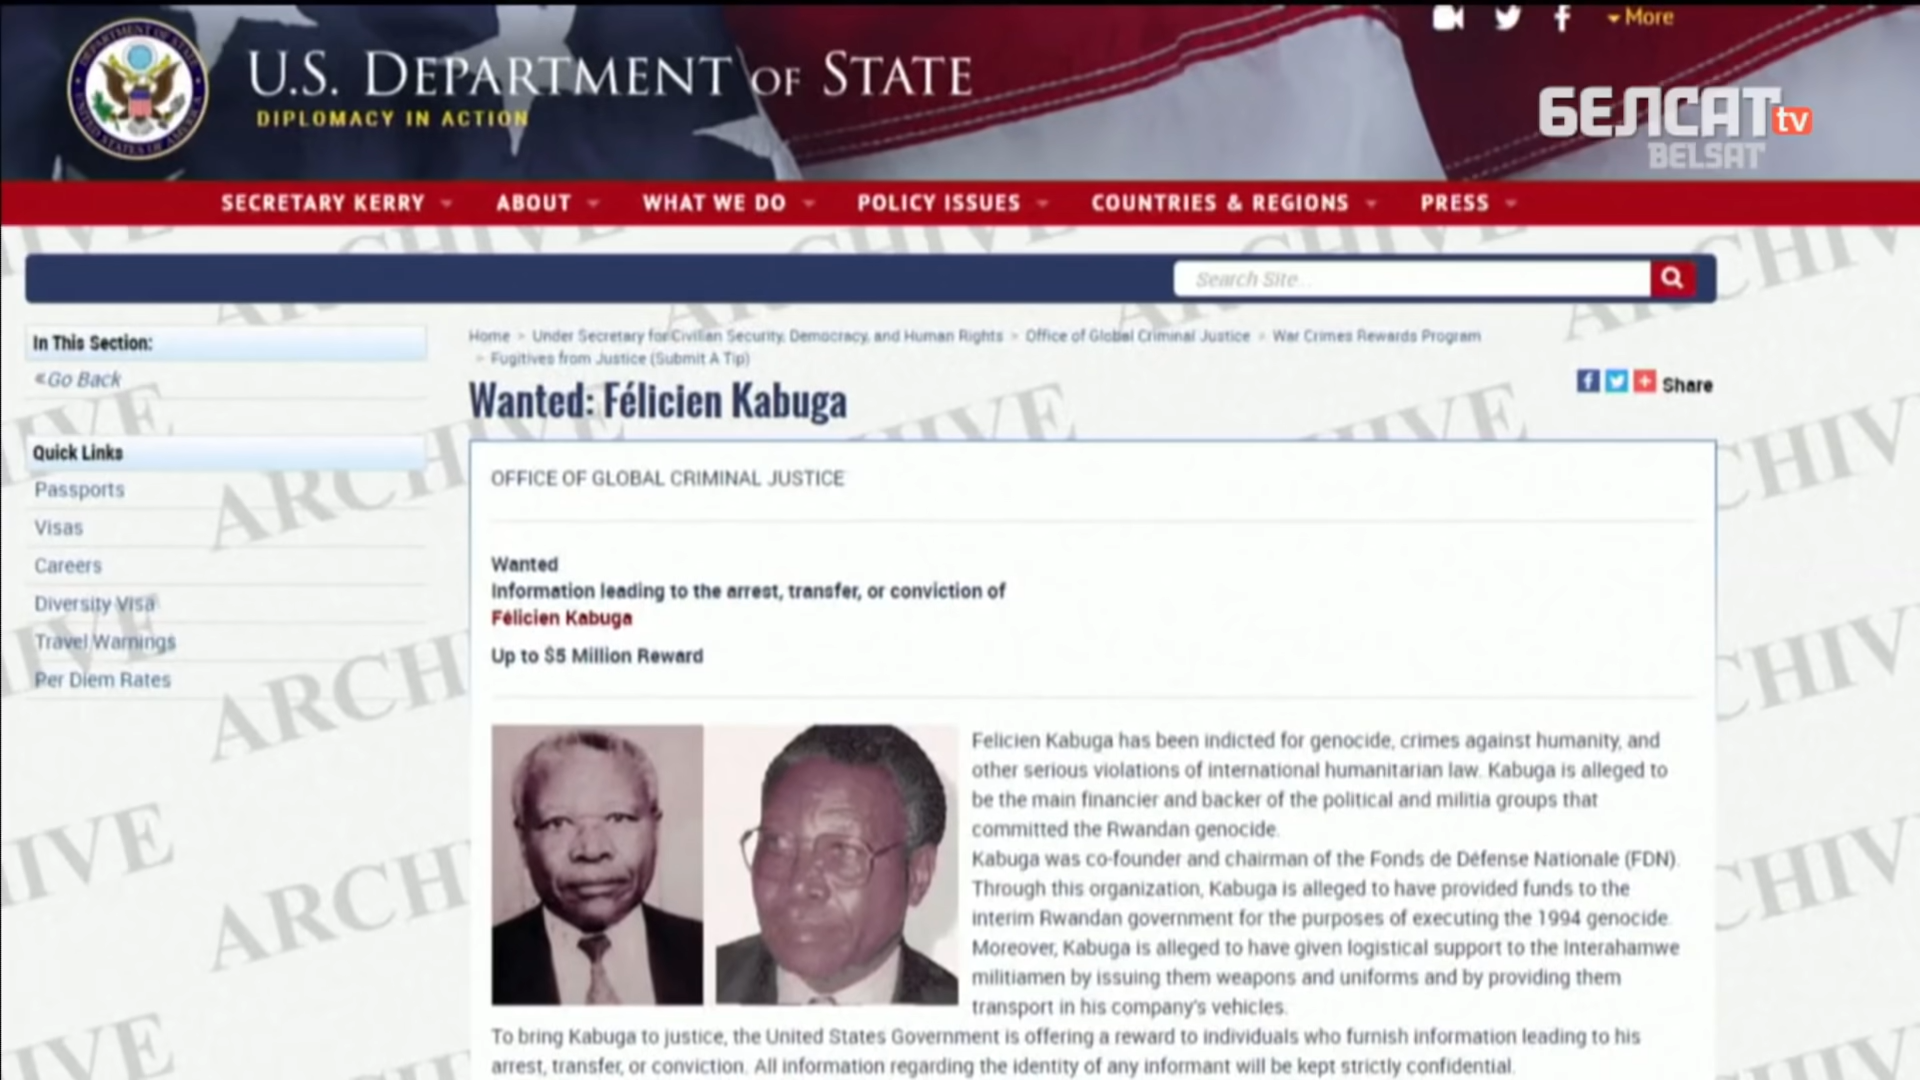 More
U.S. DEPARTMENT OF STATE
DIPLOMACY IN ACTION
БЕЛСАТ tv
BELSAT
SECRETARY KERRY ABOUT WHAT WE DO POLICY ISSUES COUNTRIES & REGIONS PRESS
Search Site...
In This Section:
«Go Back
Quick Links
Passports
Visas
Careers
Diversity Visa
Travel Warnings
Per Diem Rates
Home > Under Secretary for Civilian Security, Democracy, and Human Rights > Office of Global Criminal Justice > War Crimes Rewards Program
> Fugitives from Justice (Submit A Tip)
Wanted: Félicien Kabuga
Share
OFFICE OF GLOBAL CRIMINAL JUSTICE
Wanted
Information leading to the arrest, transfer, or conviction of
Félicien Kabuga
Up to $5 Million Reward
Felicien Kabuga has been indicted for genocide, crimes against humanity, and
other serious violations of international humanitarian law. Kabuga is alleged to
be the main financier and backer of the political and militia groups that
committed the Rwandan genocide.
Kabuga was co-founder and chairman of the Fonds de Défense Nationale (FDN).
Through this organization, Kabuga is alleged to have provided funds to the
interim Rwandan government for the purposes of executing the 1994 genocide.
Moreover, Kabuga is alleged to have given logistical support to the Interahamwe
militiamen by issuing them weapons and uniforms and by providing them
transport in his company's vehicles.
To bring Kabuga to justice, the United States Government is offering a reward to individuals who furnish information leading to his
arrest, transfer, or conviction. All information regarding the identity of any informant will be kept strictly confidential.
ARCHIVE